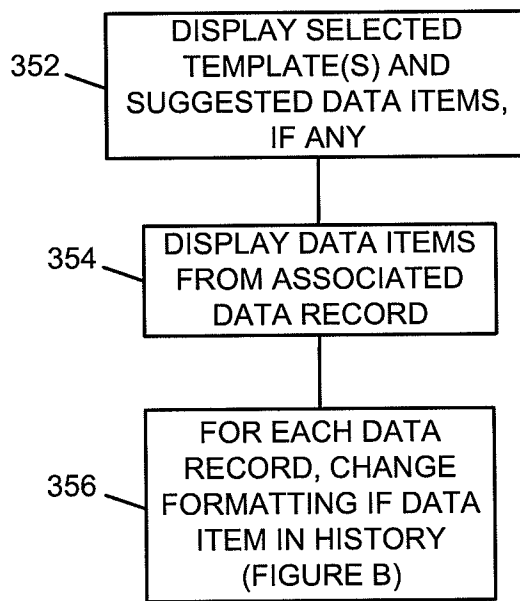 352
DISPLAY SELECTED
TEMPLATE(S) AND
SUGGESTED DATA ITEMS,
IF ANY
354
DISPLAY DATA ITEMS
FROM ASSOCIATED
DATA RECORD
356
FOR EACH DATA
RECORD, CHANGE
FORMATTING IF DATA
ITEM IN HISTORY
(FIGURE B)